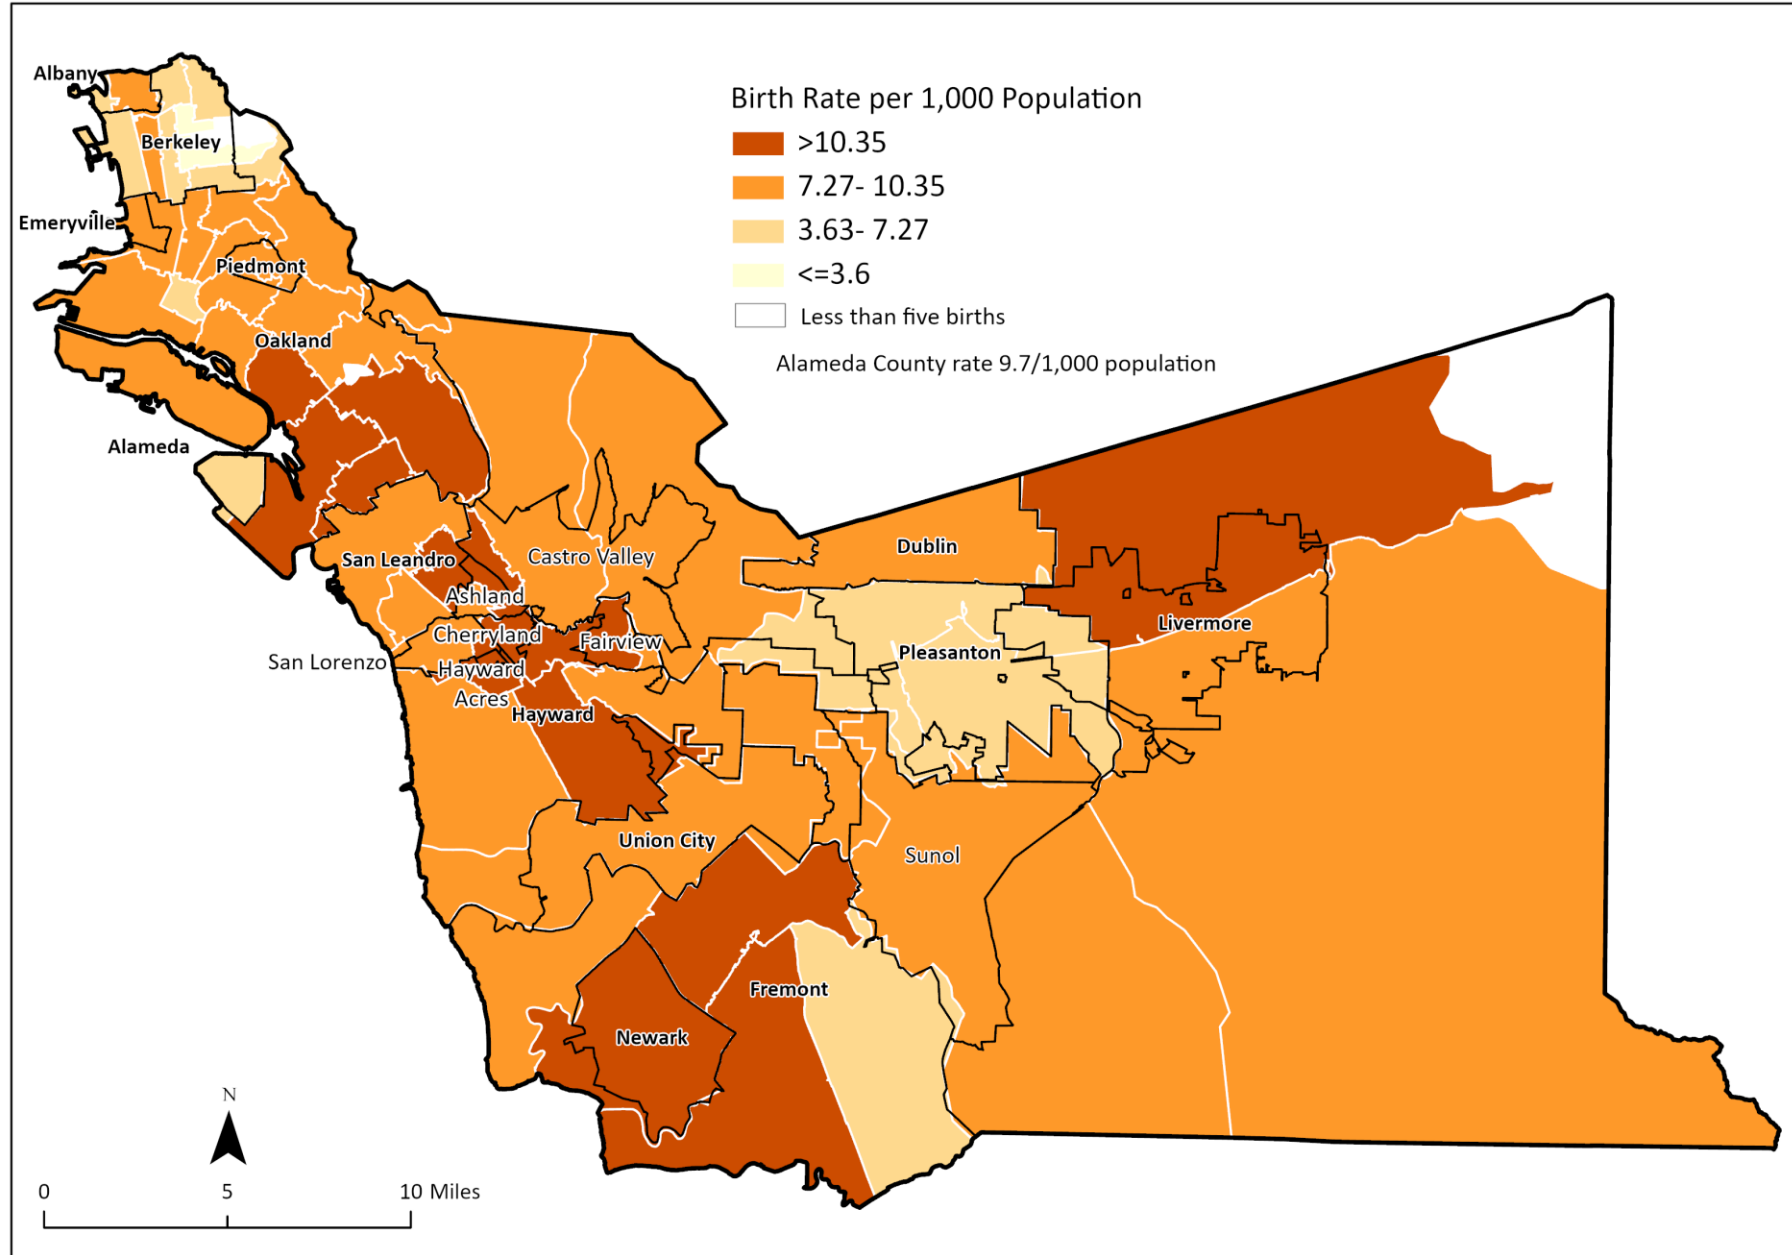 Albany
Berkeley
Emeryville
Piedmont
Oakland
Alameda
Birth Rate per 1,000 Population
>10.35
7.27- 10.35
3.63- 7.27
<=3.6
Less than five births
Alameda County rate 9.7/1,000 population
San Leandro
Castro Valley
Dublin
Ashland
Cherryland
Fairview
Livermore
Pleasanton
San Lorenzo
Hayward
Acres
Hayward
Union City
Sunol
Fremont
Newark
N
0 5 10 Miles